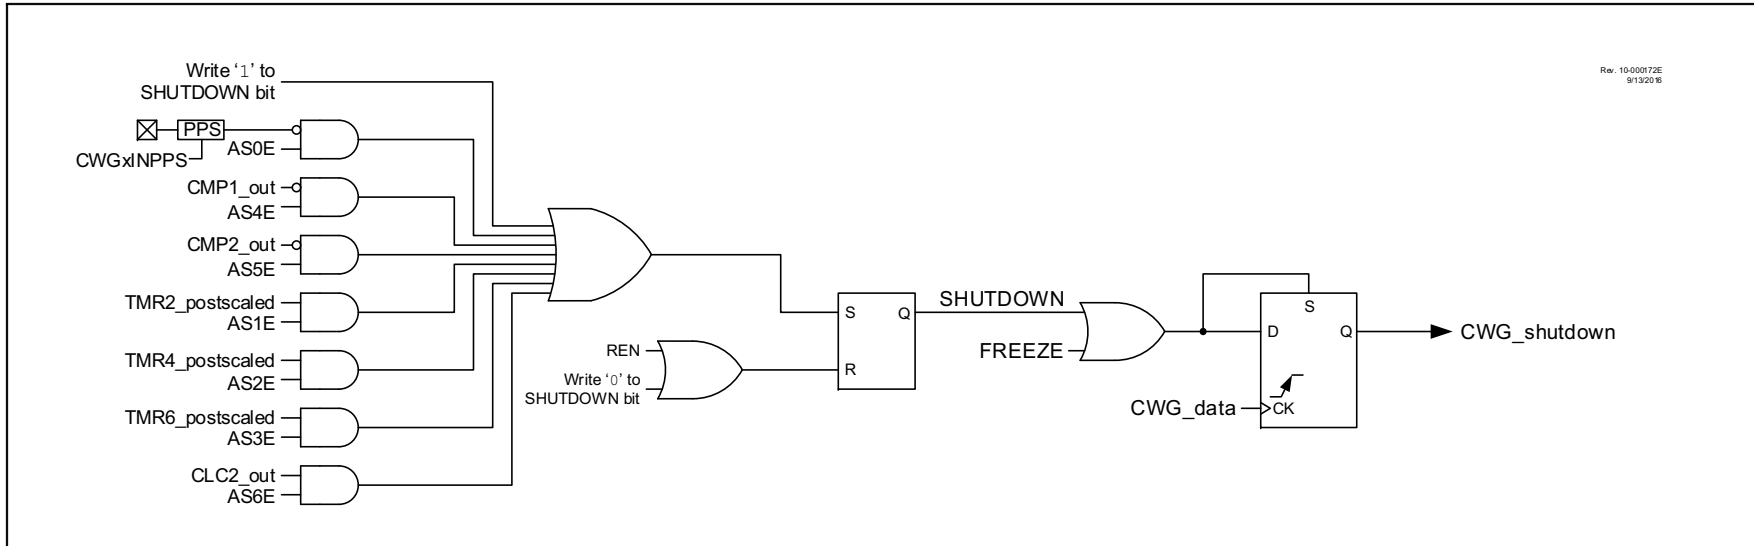 Write ‘1’ to
SHUTDOWN bit
Rev. 10-000172E
9/13/2016
PPS
AS0E
CWGxINPPS
CMP1_out
AS4E
CMP2_out
AS5E
TMR2_postscaled
AS1E
TMR4_postscaled
AS2E
TMR6_postscaled
AS3E
CLC2_out
AS6E
REN
Write ‘0’ to
SHUTDOWN bit
S
Q
R
SHUTDOWN
FREEZE
S
D
Q
CWG_data
CK
CWG_shutdown